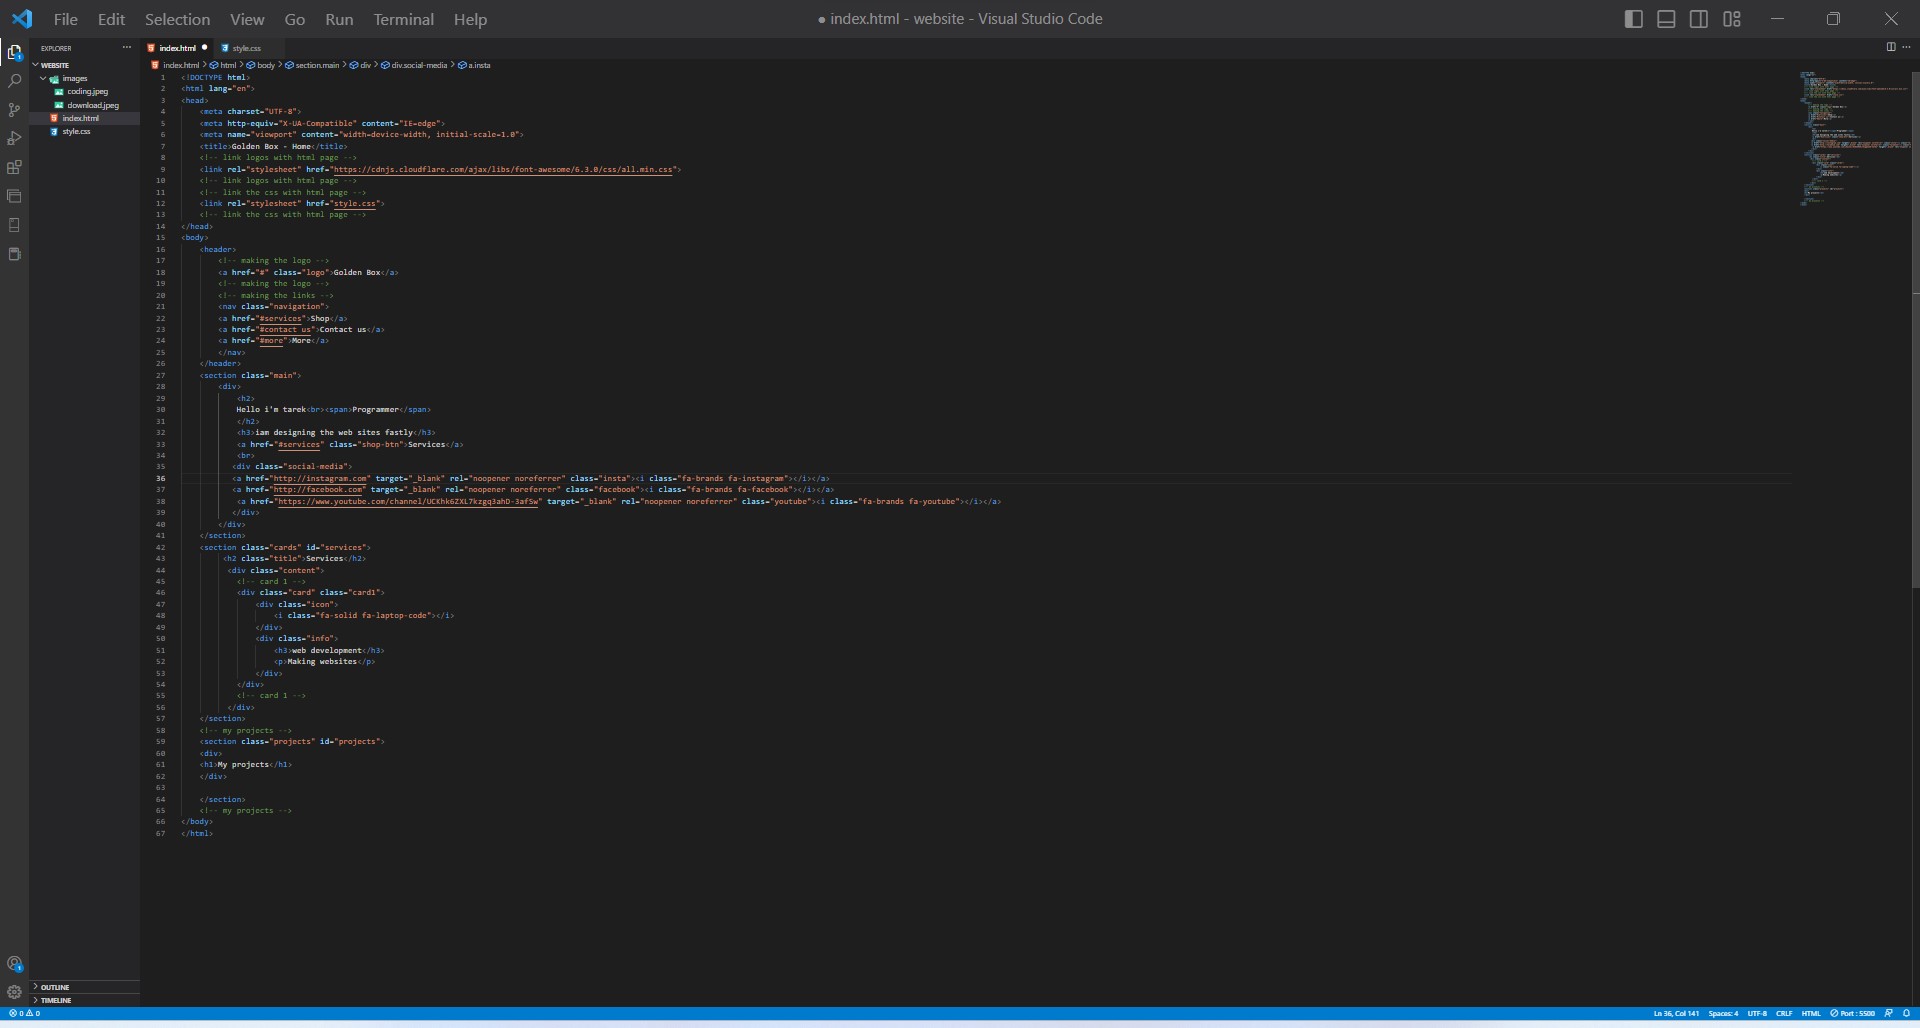 File Edit Selection View Go Run Terminal Help
● index.html - website - Visual Studio Code
EXPLORER ···
WEBSITE
images
coding.jpeg
download.jpeg
index.html
style.css
index.html ●
style.css
index.html > html > body > section.main > div > div.social-media > a.insta
1 <!DOCTYPE html>
2 <html lang="en">
3 <head>
4 <meta charset="UTF-8">
5 <meta http-equiv="X-UA-Compatible" content="IE=edge">
6 <meta name="viewport" content="width=device-width, initial-scale=1.0">
7 <title>Golden Box - Home</title>
8 <!-- link logos with html page -->
9 <link rel="stylesheet" href="https://cdnjs.cloudflare.com/ajax/libs/font-awesome/6.3.0/css/all.min.css">
10 <!-- link logos with html page -->
11 <!-- link the css with html page -->
12 <link rel="stylesheet" href="style.css">
13 <!-- link the css with html page -->
14 </head>
15 <body>
16 <header>
17 <!-- making the logo -->
18 <a href="#" class="logo">Golden Box</a>
19 <!-- making the logo -->
20 <!-- making the links -->
21 <nav class="navigation">
22 <a href="#services">Shop</a>
23 <a href="#contact us">Contact us</a>
24 <a href="#more">More</a>
25 </nav>
26 </header>
27 <section class="main">
28 <div>
29 <h2>
30 Hello i'm tarek<br><span>Programmer</span>
31 </h2>
32 <h3>iam designing the web sites fastly</h3>
33 <a href="#services" class="shop-btn">Services</a>
34 <br>
35 <div class="social-media">
36 <a href="http://instagram.com" target="_blank" rel="noopener noreferrer" class="insta"><i class="fa-brands fa-instagram"></i></a>
37 <a href="http://facebook.com" target="_blank" rel="noopener noreferrer" class="facebook"><i class="fa-brands fa-facebook"></i></a>
38 <a href="https://www.youtube.com/channel/UCKhk6ZXL7kzgq3ahD-3afSw" target="_blank" rel="noopener noreferrer" class="youtube"><i class="fa-brands fa-youtube"></i></a>
39 </div>
40 </div>
41 </section>
42 <section class="cards" id="services">
43 <h2 class="title">Services</h2>
44 <div class="content">
45 <!-- card 1 -->
46 <div class="card" class="card1">
47 <div class="icon">
48 <i class="fa-solid fa-laptop-code"></i>
49 </div>
50 <div class="info">
51 <h3>web development</h3>
52 <p>Making websites</p>
53 </div>
54 </div>
55 <!-- card 1 -->
56 </div>
57 </section>
58 <!-- my projects -->
59 <section class="projects" id="projects">
60 <div>
61 <h1>My projects</h1>
62 </div>
63
64 </section>
65 <!-- my projects -->
66 </body>
67 </html>
OUTLINE
TIMELINE
0 0
Ln 36, Col 141 Spaces: 4 UTF-8 CRLF HTML Port : 5500